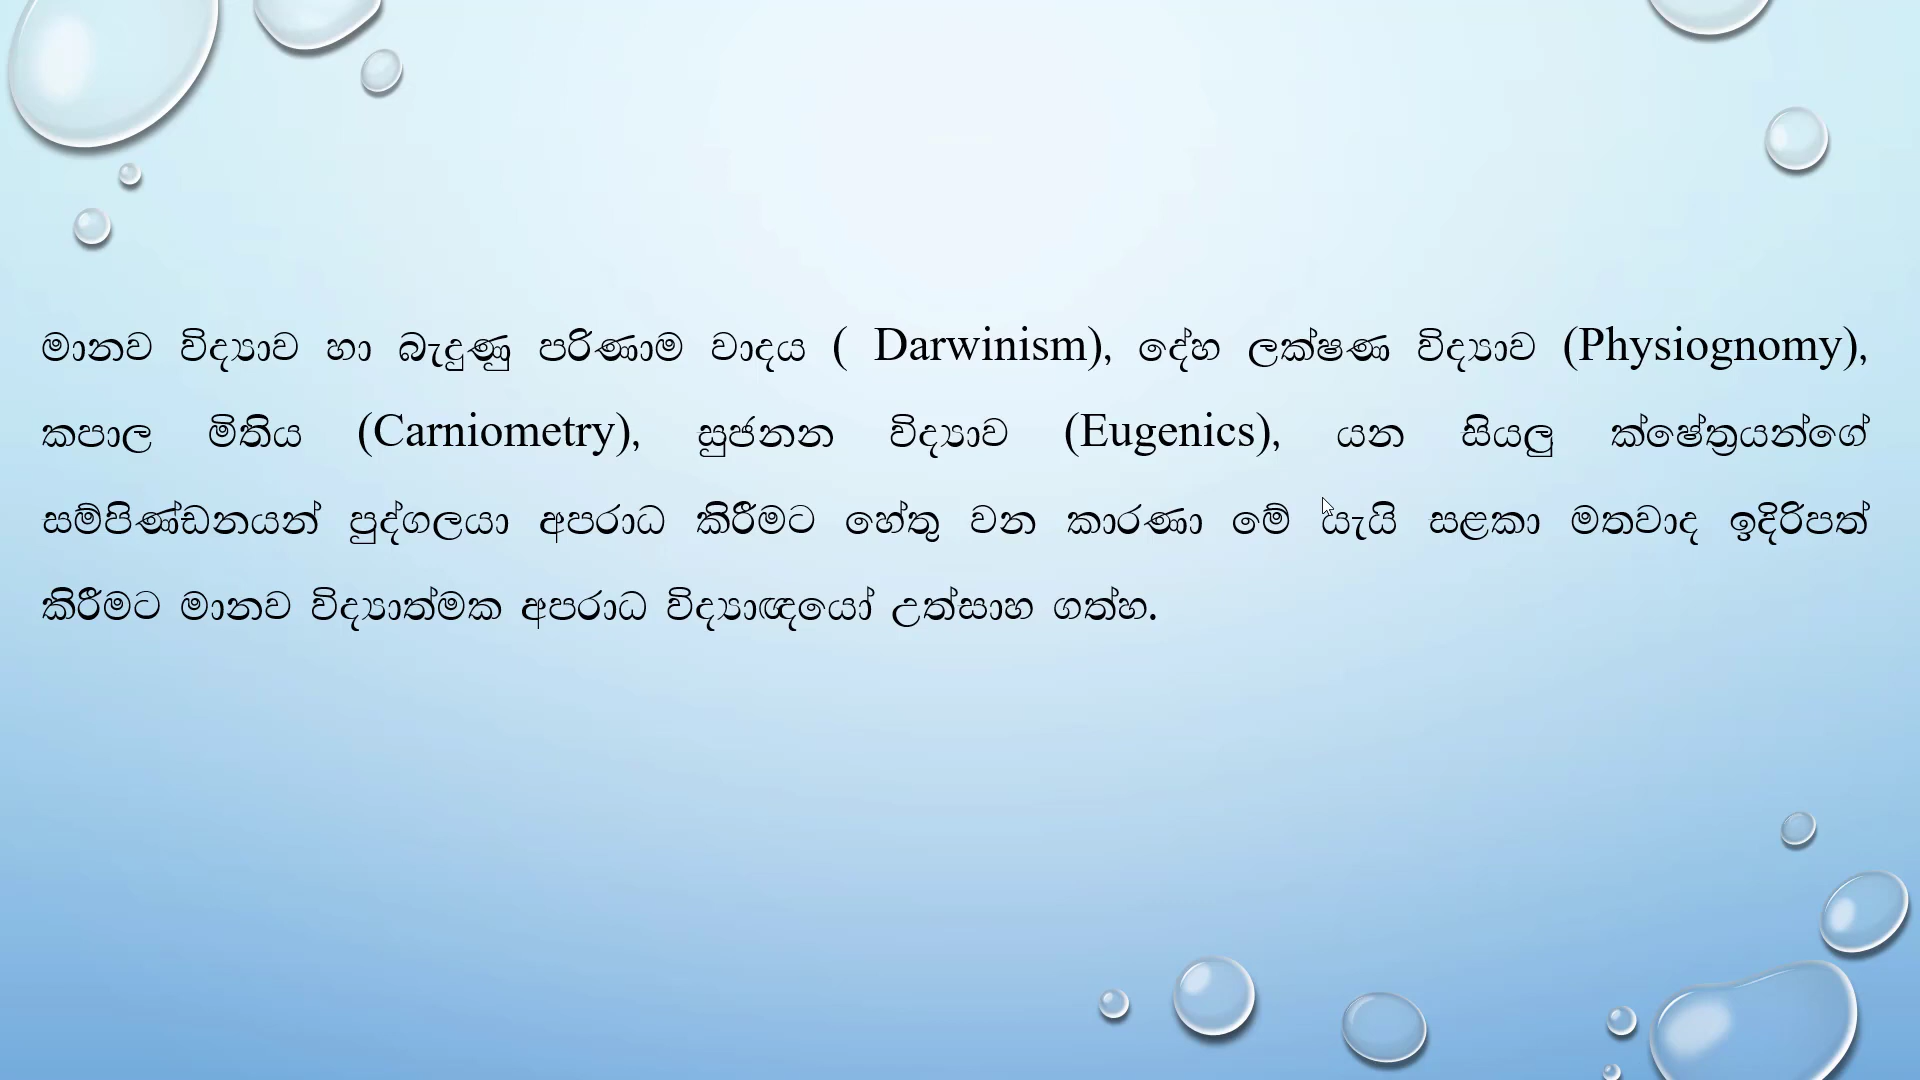 මානව විද්‍යාව හා බැදුණු පරිණාම වාදය ( Darwinism), දේහ ලක්ෂණ විද්‍යාව (Physiognomy),
කපාල මිතිය (Carniometry), සුජනන විද්‍යාව (Eugenics), යන සියලු ක්ෂේත්‍රයන්ගේ
සම්පිණ්ඩනයන් පුද්ගලයා අපරාධ කිරීමට හේතු වන කාරණා මේ යැයි සළකා මතවාද ඉදිරිපත්
කිරීමට මානව විද්‍යාත්මක අපරාධ විද්‍යාඥයෝ උත්සාහ ගත්හ.